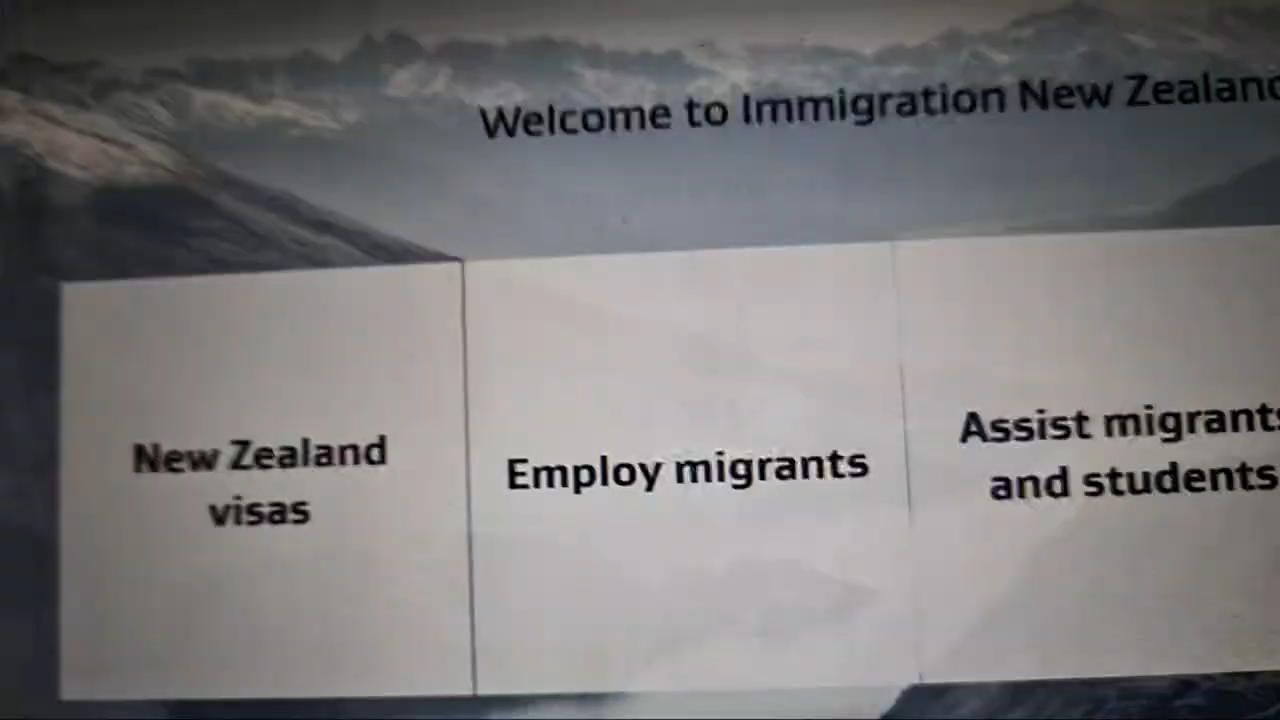 Welcome to Immigration New Zealand
New Zealand
visas
Employ migrants
Assist migrants
and students